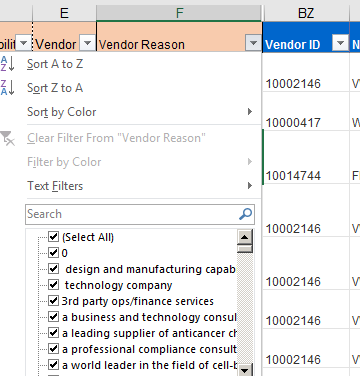 E F BZ
bilit Vendor Vendor Reason Vendor ID N
Sort A to Z
Sort Z to A
Sort by Color
Clear Filter From "Vendor Reason"
Filter by Color
Text Filters
Search
(Select All)
0
design and manufacturing capab
technology company
3rd party ops/finance services
a business and technology consul
a leading supplier of anticancer ch
a professional compliance consult
a world leader in the field of cell-b
10002146 V
10000417 W
10014744 F
10002146 V
10002146 V
10002146 V
10002146 V